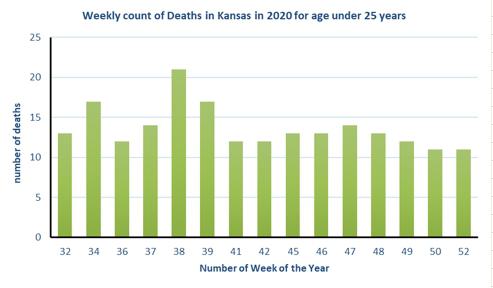 Weekly count of Deaths in Kansas in 2020 for age under 25 years
25
20
15
10
5
0
number of deaths
32 34 36 37 38 39 41 42 45 46 47 48 49 50 52
Number of Week of the Year